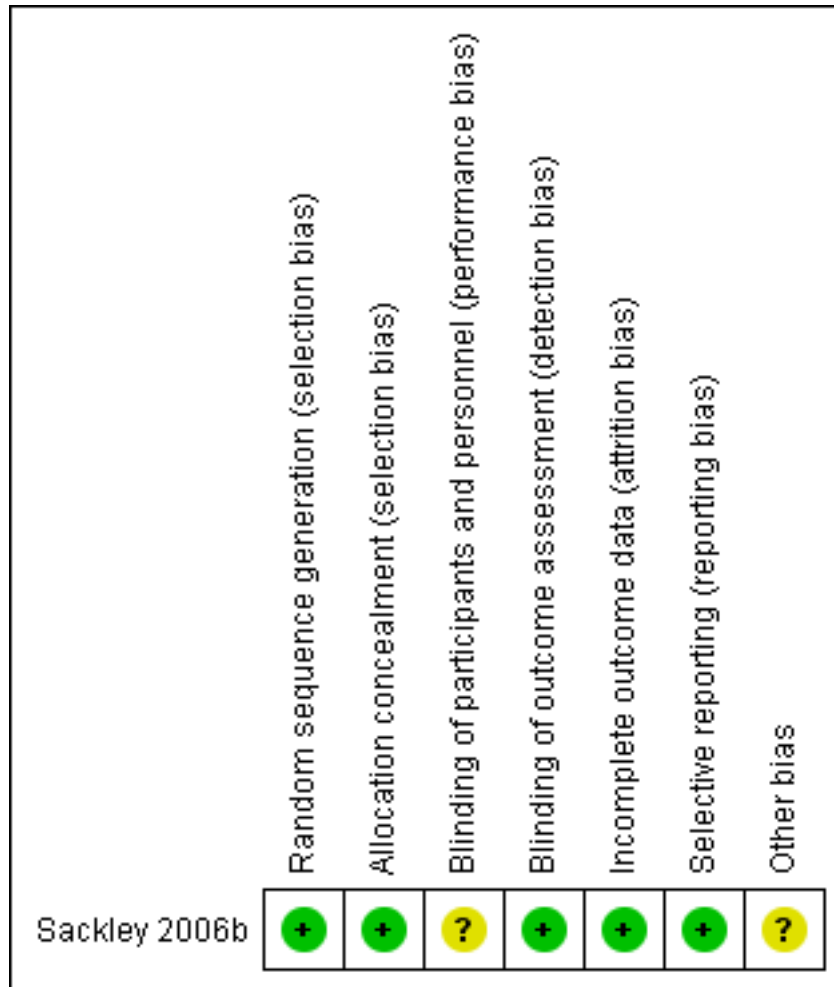 Random sequence generation (selection bias)
Allocation concealment (selection bias)
Blinding of participants and personnel (performance bias)
Blinding of outcome assessment (detection bias)
Incomplete outcome data (attrition bias)
Selective reporting (reporting bias)
Other bias
Sackley 2006b + + ? + + + ?